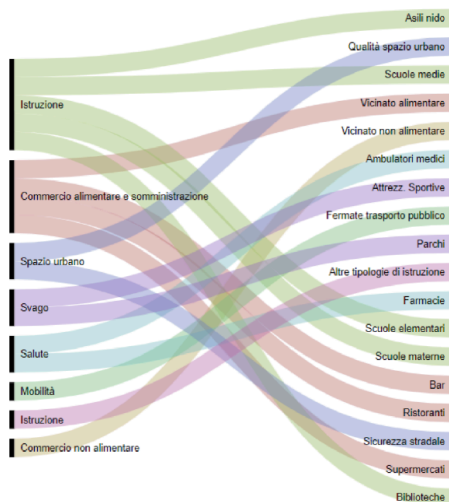 Istruzione
Commercio alimentare e somministrazione
Spazio urbano
Svago
Salute
Mobilità
Istruzione
Commercio non alimentare
Asili nido
Qualità spazio urbano
Scuole medie
Vicinato alimentare
Vicinato non alimentare
Ambulatori medici
Attrezz. Sportive
Fermate trasporto pubblico
Parchi
Altre tipologie di istruzione
Farmacie
Scuole elementari
Scuole materne
Bar
Ristoranti
Sicurezza stradale
Supermercati
Biblioteche